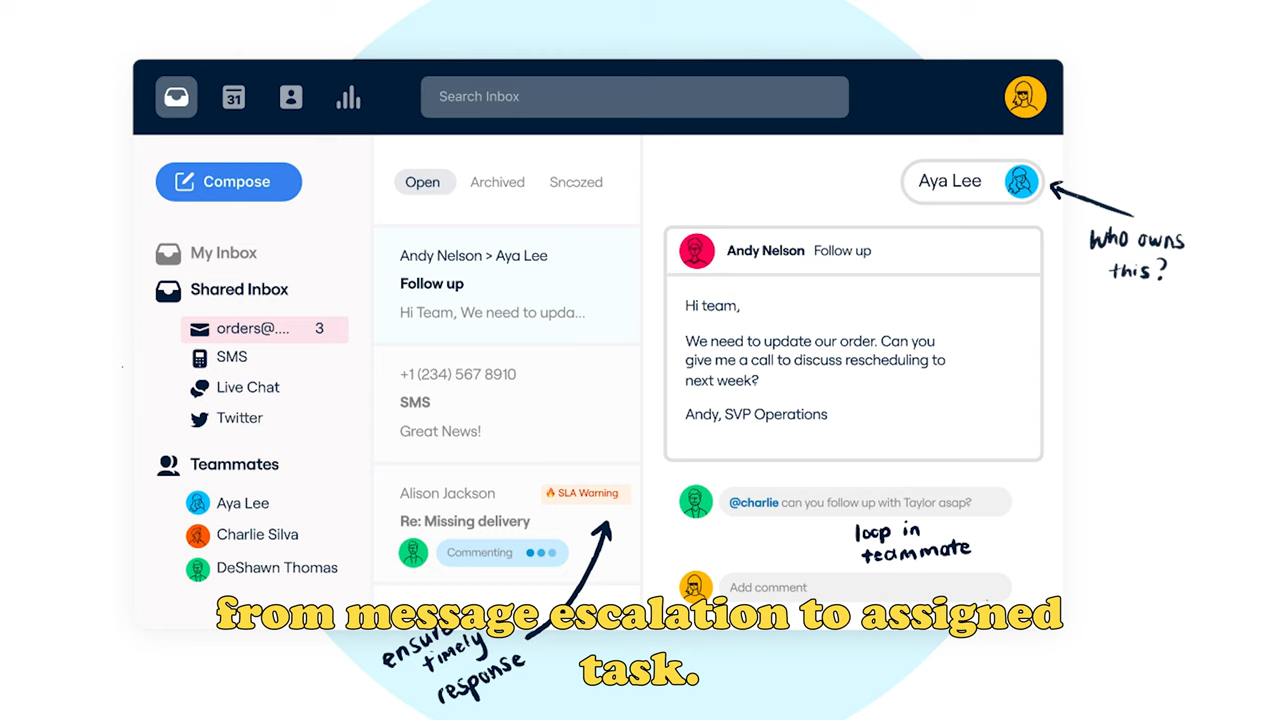 31
Search Inbox
Compose
Open
Archived
Snoozed
Aya Lee
who owns
this?
My Inbox
Shared Inbox
orders@.... 3
SMS
Live Chat
Twitter
Teammates
Aya Lee
Charlie Silva
DeShawn Thomas
Andy Nelson > Aya Lee
Follow up
Hi Team, We need to upda...
+1 (234) 567 8910
SMS
Great News!
Alison Jackson
SLA Warning
Re: Missing delivery
Commenting
Andy Nelson Follow up
Hi team,
We need to update our order. Can you
give me a call to discuss rescheduling to
next week?
Andy, SVP Operations
@charlie can you follow up with Taylor asap?
loop in
teammate
Add comment
from message escalation to assigned
task.
ensure
timely
response